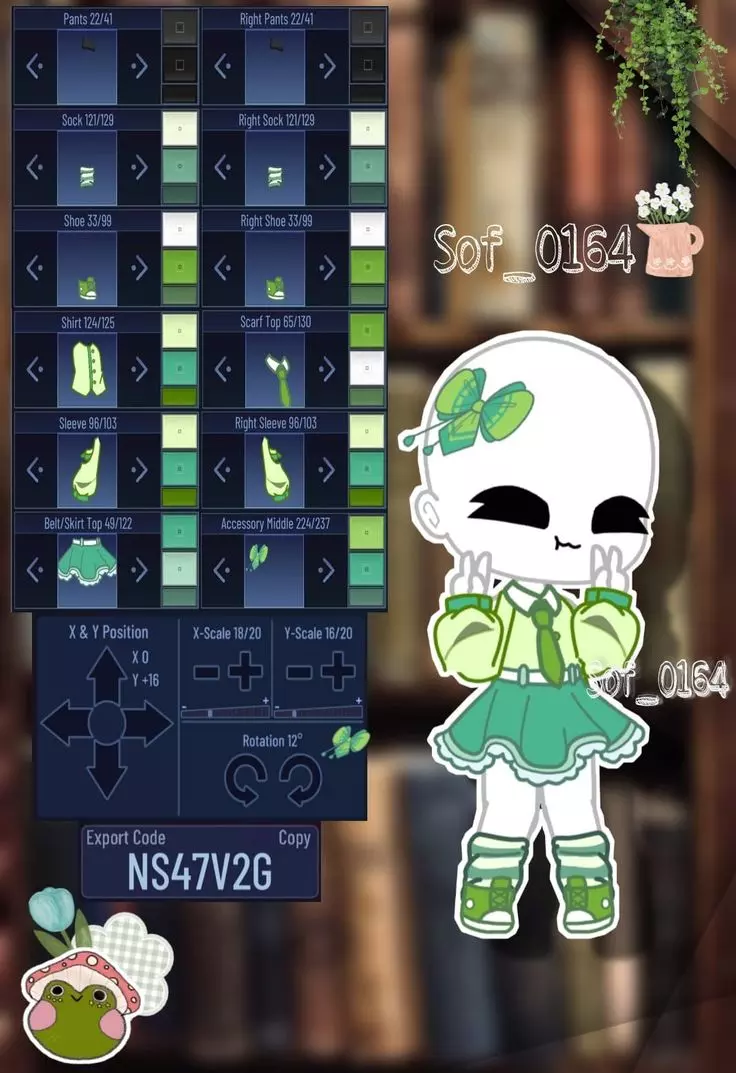 Pants 22/41
Right Pants 22/41
Sock 121/129
Right Sock 121/129
Shoe 33/99
Right Shoe 33/99
Shirt 124/125
Scarf Top 65/130
Sleeve 96/103
Right Sleeve 96/103
Belt/Skirt Top 49/122
Accessory Middle 224/237
X & Y Position
X 0
Y +16
X-Scale 18/20
Y-Scale 16/20
- +
- +
Rotation 12°
Export Code
Copy
NS47V2G
Sof_0164
Sof_0164